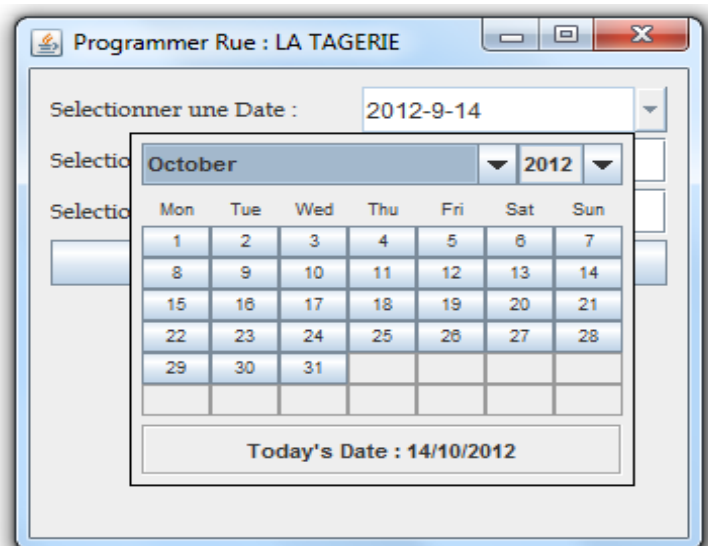 Programmer Rue : LA TAGERIE
Selectionner une Date :
2012-9-14
Selectio
October
2012
Selectio
Mon Tue Wed Thu Fri Sat Sun
1 2 3 4 5 6 7
8 9 10 11 12 13 14
15 16 17 18 19 20 21
22 23 24 25 26 27 28
29 30 31
Today's Date : 14/10/2012